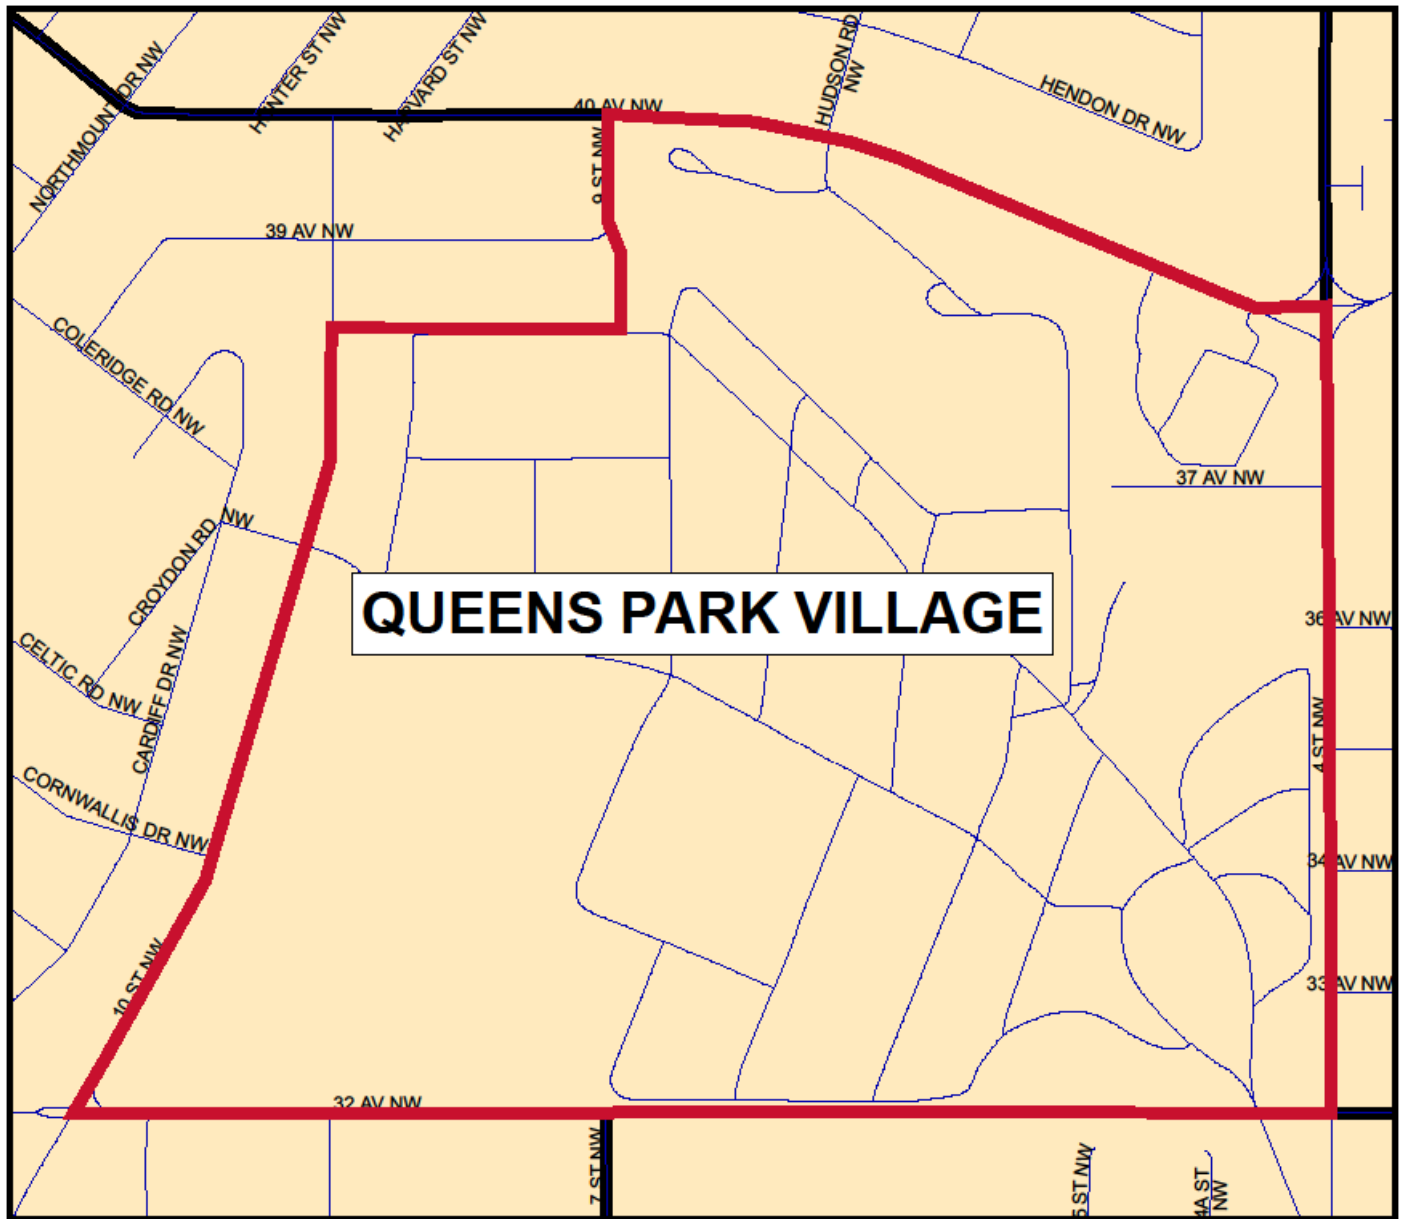 NORTHMOUNT DR NW
HUNTER ST NW
HARVARD ST NW
40 AV NW
HUDSON RD
NW
HENDON DR NW
9 ST NW
39 AV NW
COLERIDGE RD NW
37 AV NW
CROYDON RD NW
QUEENS PARK VILLAGE
36 AV NW
CELTIC RD NW
CARDIFF DR NW
4 ST NW
CORNWALLIS DR NW
34 AV NW
10 ST NW
33 AV NW
32 AV NW
7 ST NW
5 ST NW
4A ST
NW